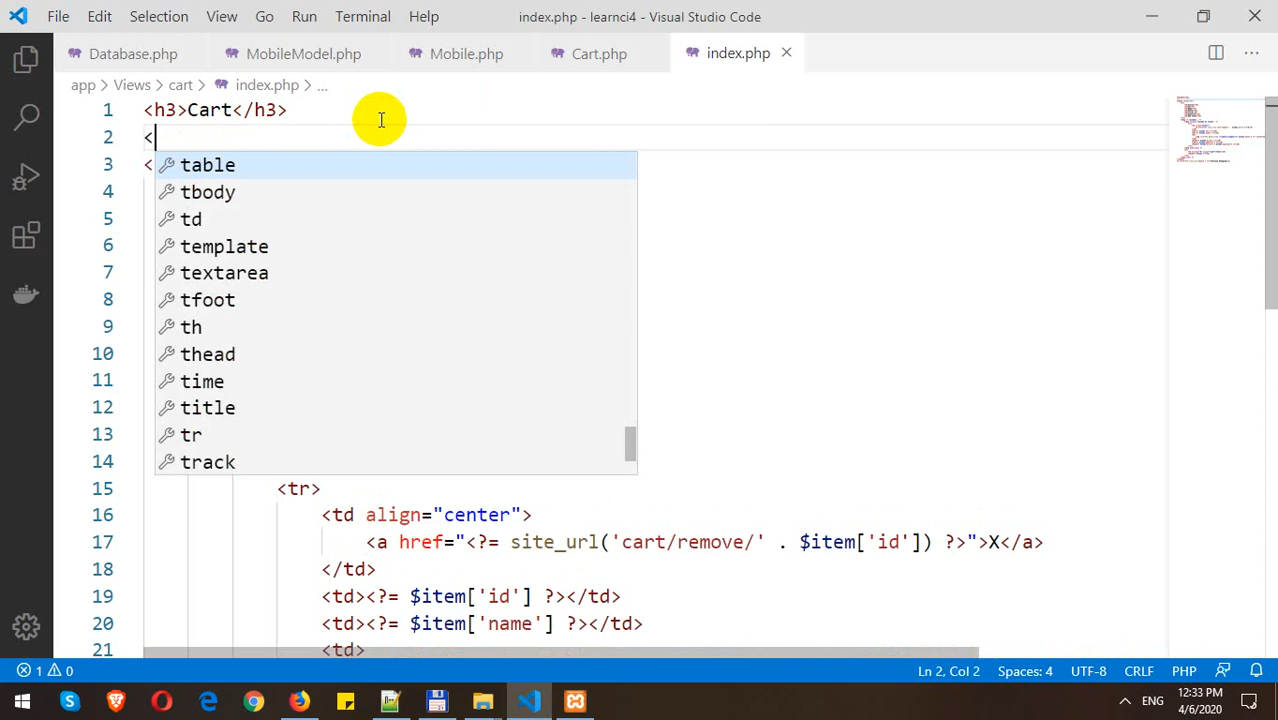 File Edit Selection View Go Run Terminal Help index.php - learnci4 - Visual Studio Code
Database.php MobileModel.php Mobile.php Cart.php index.php
app > Views > cart > index.php > ...
1 <h3>Cart</h3>
2 <
3 <
table
4 tbody
5 td
6 template
7 textarea
8 tfoot
9 th
10 thead
11 time
12 title
13 tr
14 track
15 <tr>
16 <td align="center">
17 <a href="<?= site_url('cart/remove/' . $item['id']) ?>">X</a>
18 </td>
19 <td><?= $item['id'] ?></td>
20 <td><?= $item['name'] ?></td>
21 <td>
1 0 Ln 2, Col 2 Spaces: 4 UTF-8 CRLF PHP
ENG 12:33 PM
4/6/2020